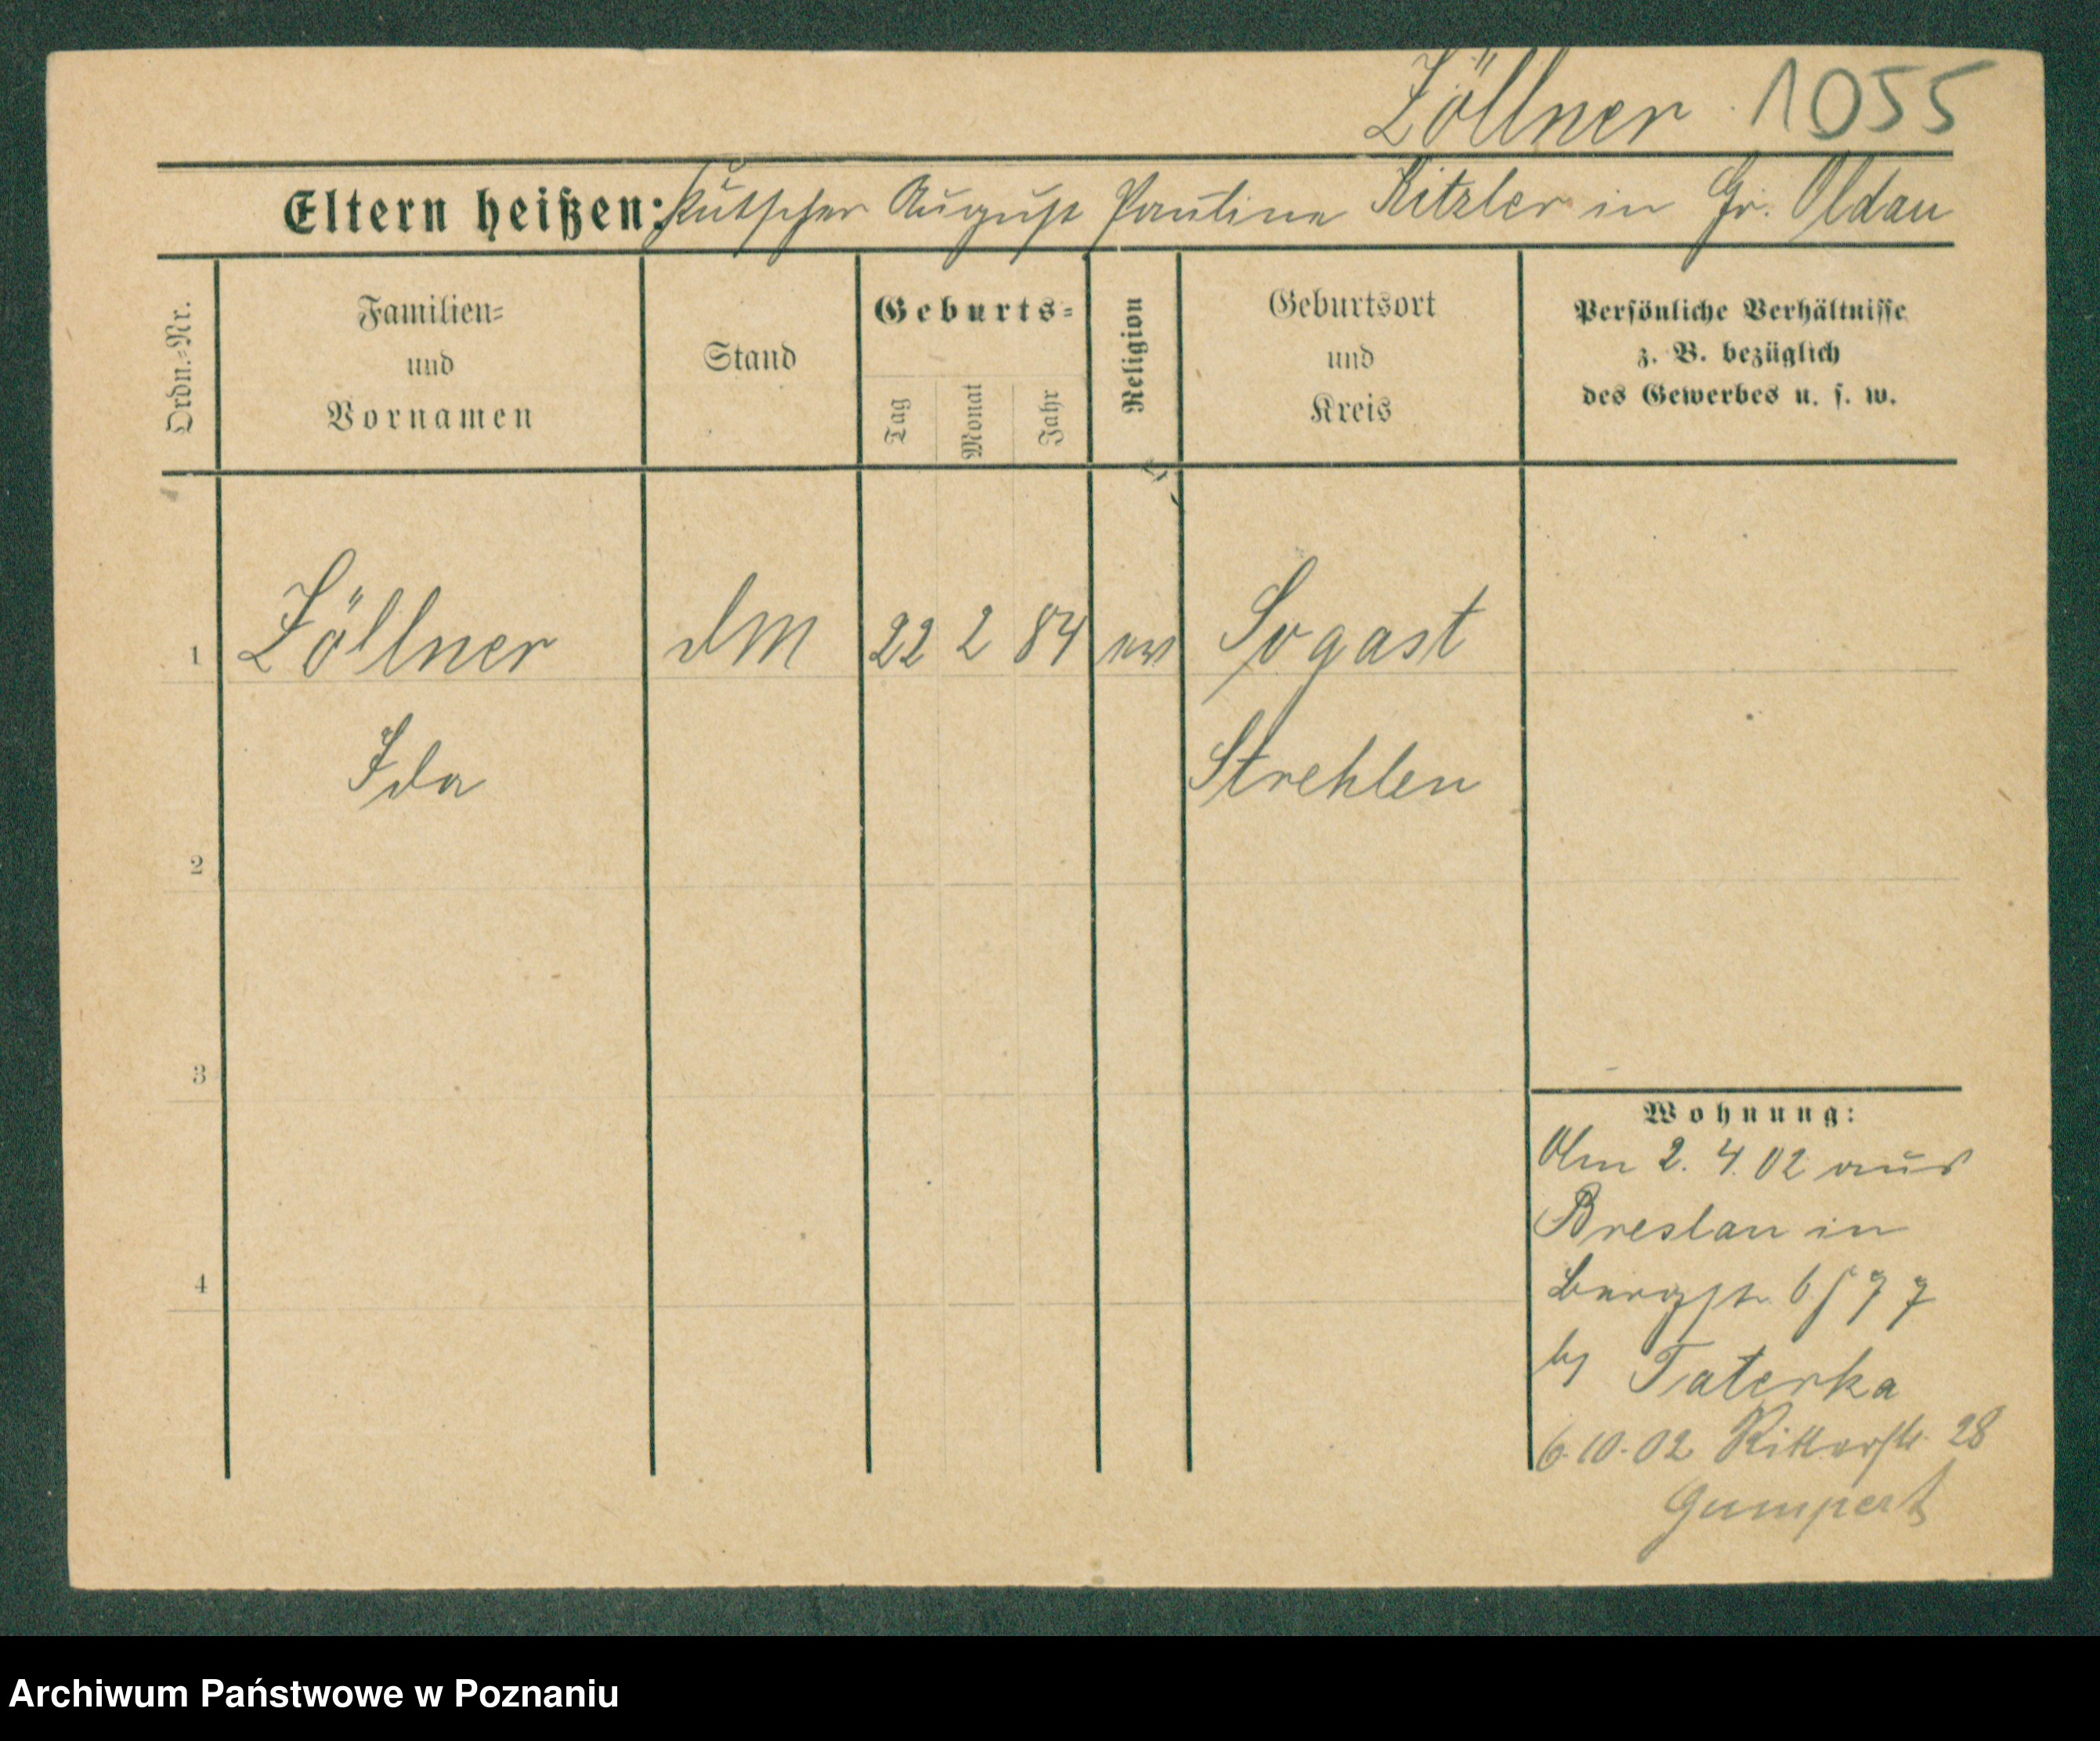 Zöllner 1055
Eltern heißen: Kutscher August Pauline Kitzler in Gr. Oldau
Ordn.=Nr.
Familien=
und
Vornamen
Stand
Geburts=
Tag
Monat
Jahr
Religion
Geburtsort
und
Kreis
Persönliche Verhältnisse
z. B. bezüglich
des Gewerbes u. s. w.
1 Zöllner dM 22 2 84 ev Sogast
Ida Strehlen
2
3
4
Wohnung:
Am 2. 4. 02 aus
Breslau in
Bergstr
b/ Taterka
6.10.02 Ritterstr. 28
Gumpert
Archiwum Państwowe w Poznaniu